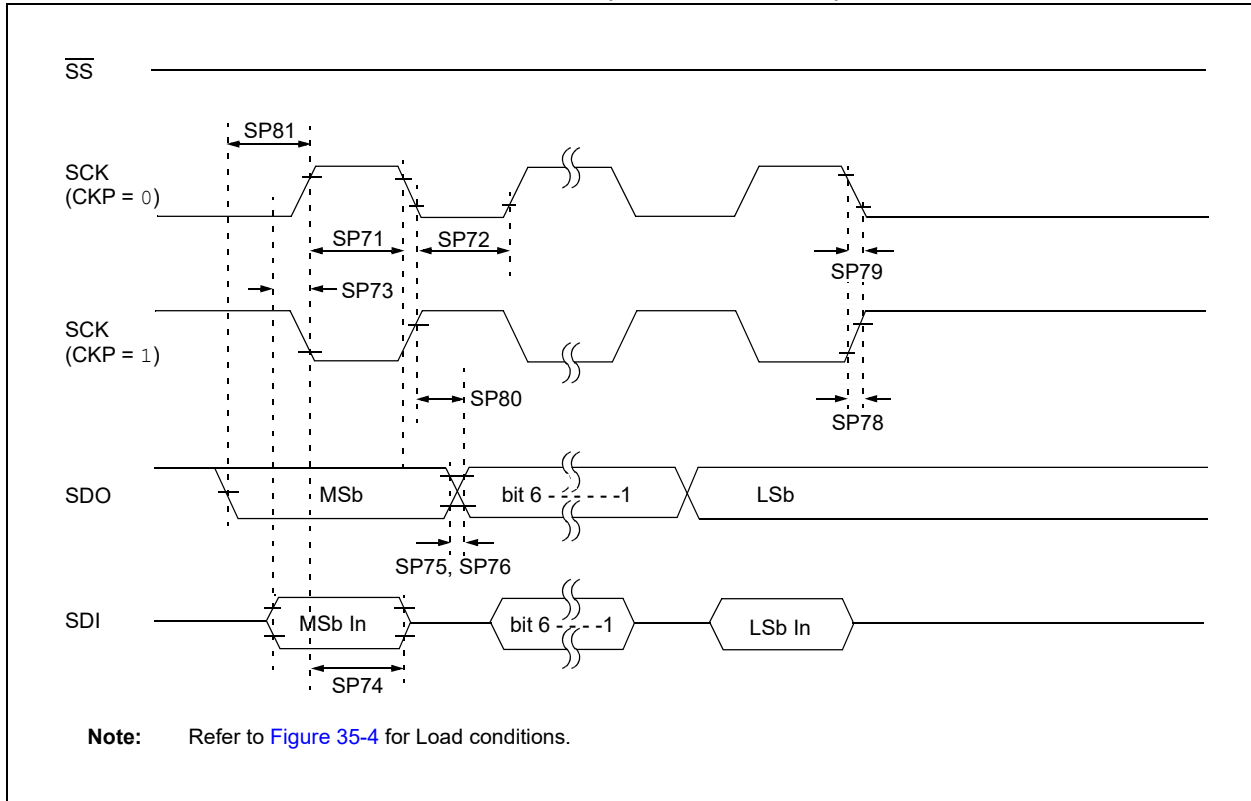 SS
SP81
SCK
(CKP = 0)
SP71
SP72
SP79
SP73
SCK
(CKP = 1)
SP80
SP78
SDO
MSb
bit 6 - - - - - -1
LSb
SP75, SP76
SDI
MSb In
bit 6 - - - -1
LSb In
SP74
Note: Refer to Figure 35-4 for Load conditions.